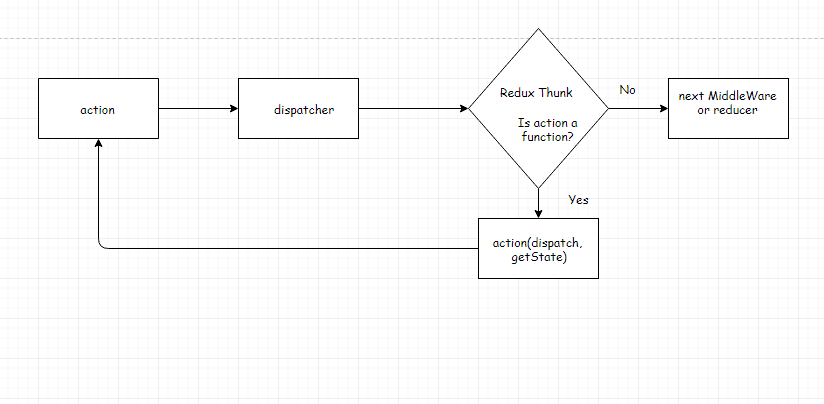 action
dispatcher
Redux Thunk
Is action a
function?
No
next MiddleWare
or reducer
Yes
action(dispatch,
getState)